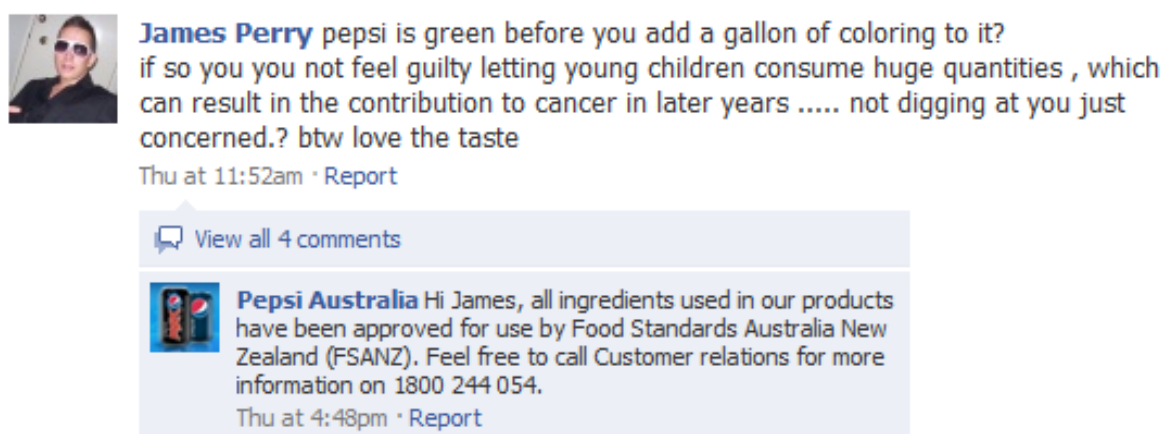 James Perry pepsi is green before you add a gallon of coloring to it?
if so you you not feel guilty letting young children consume huge quantities , which
can result in the contribution to cancer in later years ..... not digging at you just
concerned.? btw love the taste
Thu at 11:52am · Report
View all 4 comments
Pepsi Australia Hi James, all ingredients used in our products
have been approved for use by Food Standards Australia New
Zealand (FSANZ). Feel free to call Customer relations for more
information on 1800 244 054.
Thu at 4:48pm · Report